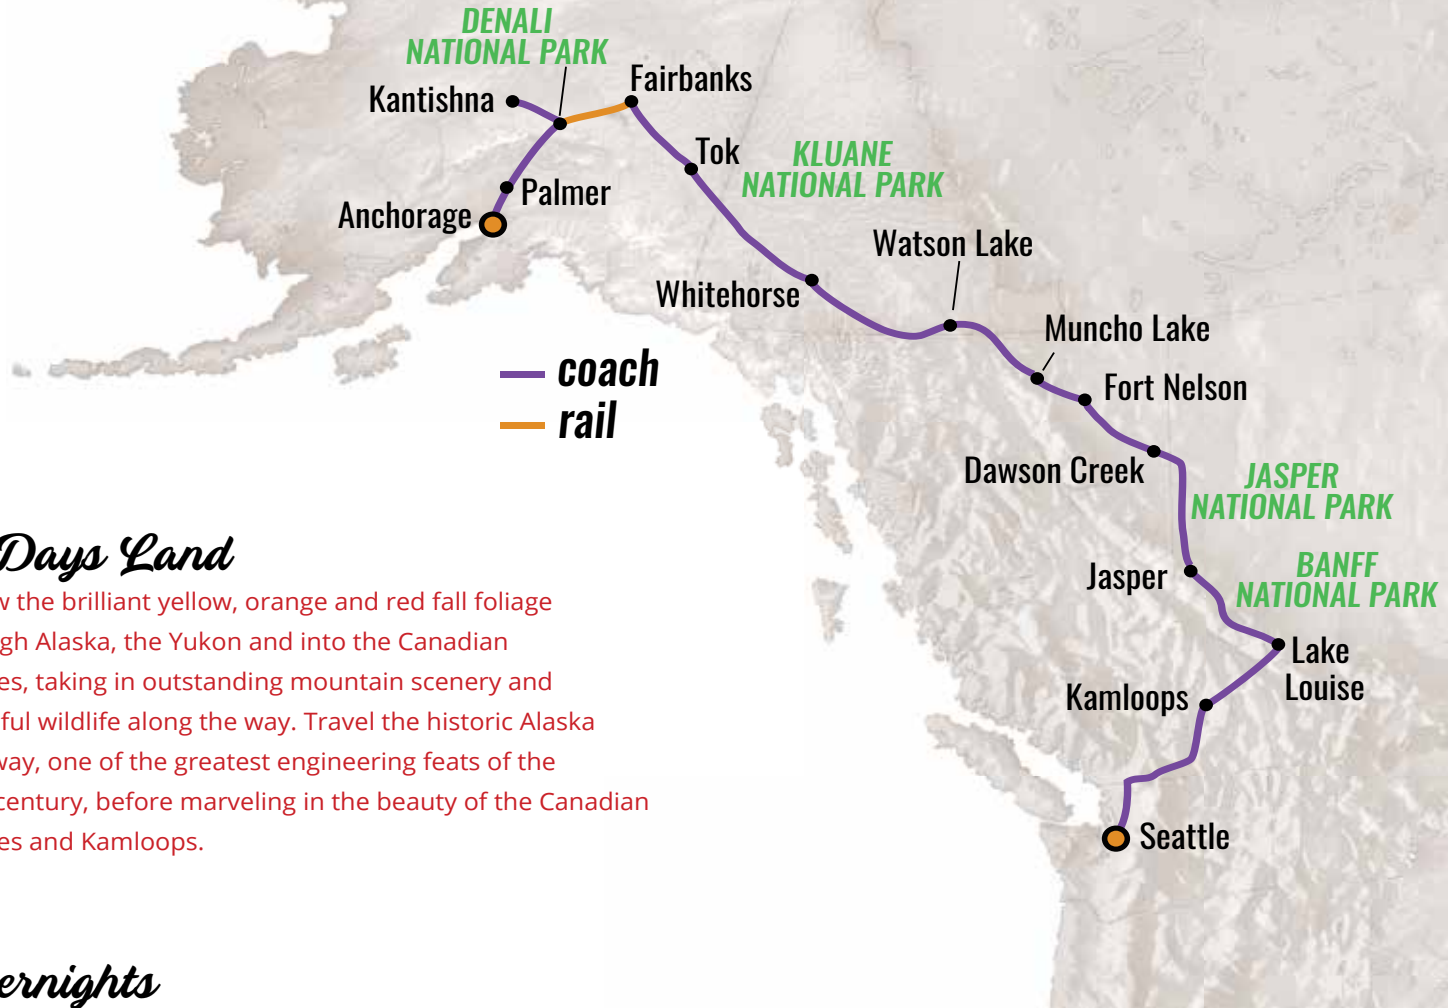 DENALI
NATIONAL PARK
Fairbanks
Kantishna
Tok
KLUANE
NATIONAL PARK
Palmer
Anchorage
Watson Lake
Whitehorse
Muncho Lake
coach
Fort Nelson
rail
Dawson Creek
JASPER
NATIONAL PARK
Jasper
BANFF
NATIONAL PARK
Lake
Louise
Kamloops
Seattle
Days Land
w the brilliant yellow, orange and red fall foliage
gh Alaska, the Yukon and into the Canadian
es, taking in outstanding mountain scenery and
ful wildlife along the way. Travel the historic Alaska
way, one of the greatest engineering feats of the
century, before marveling in the beauty of the Canadian
es and Kamloops.
ernights